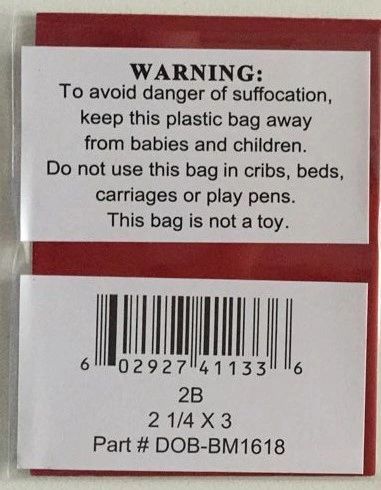 WARNING:
To avoid danger of suffocation,
keep this plastic bag away
from babies and children.
Do not use this bag in cribs, beds,
carriages or play pens.
This bag is not a toy.
6 02927 41133 6
2B
2 1/4 X 3
Part # DOB-BM1618